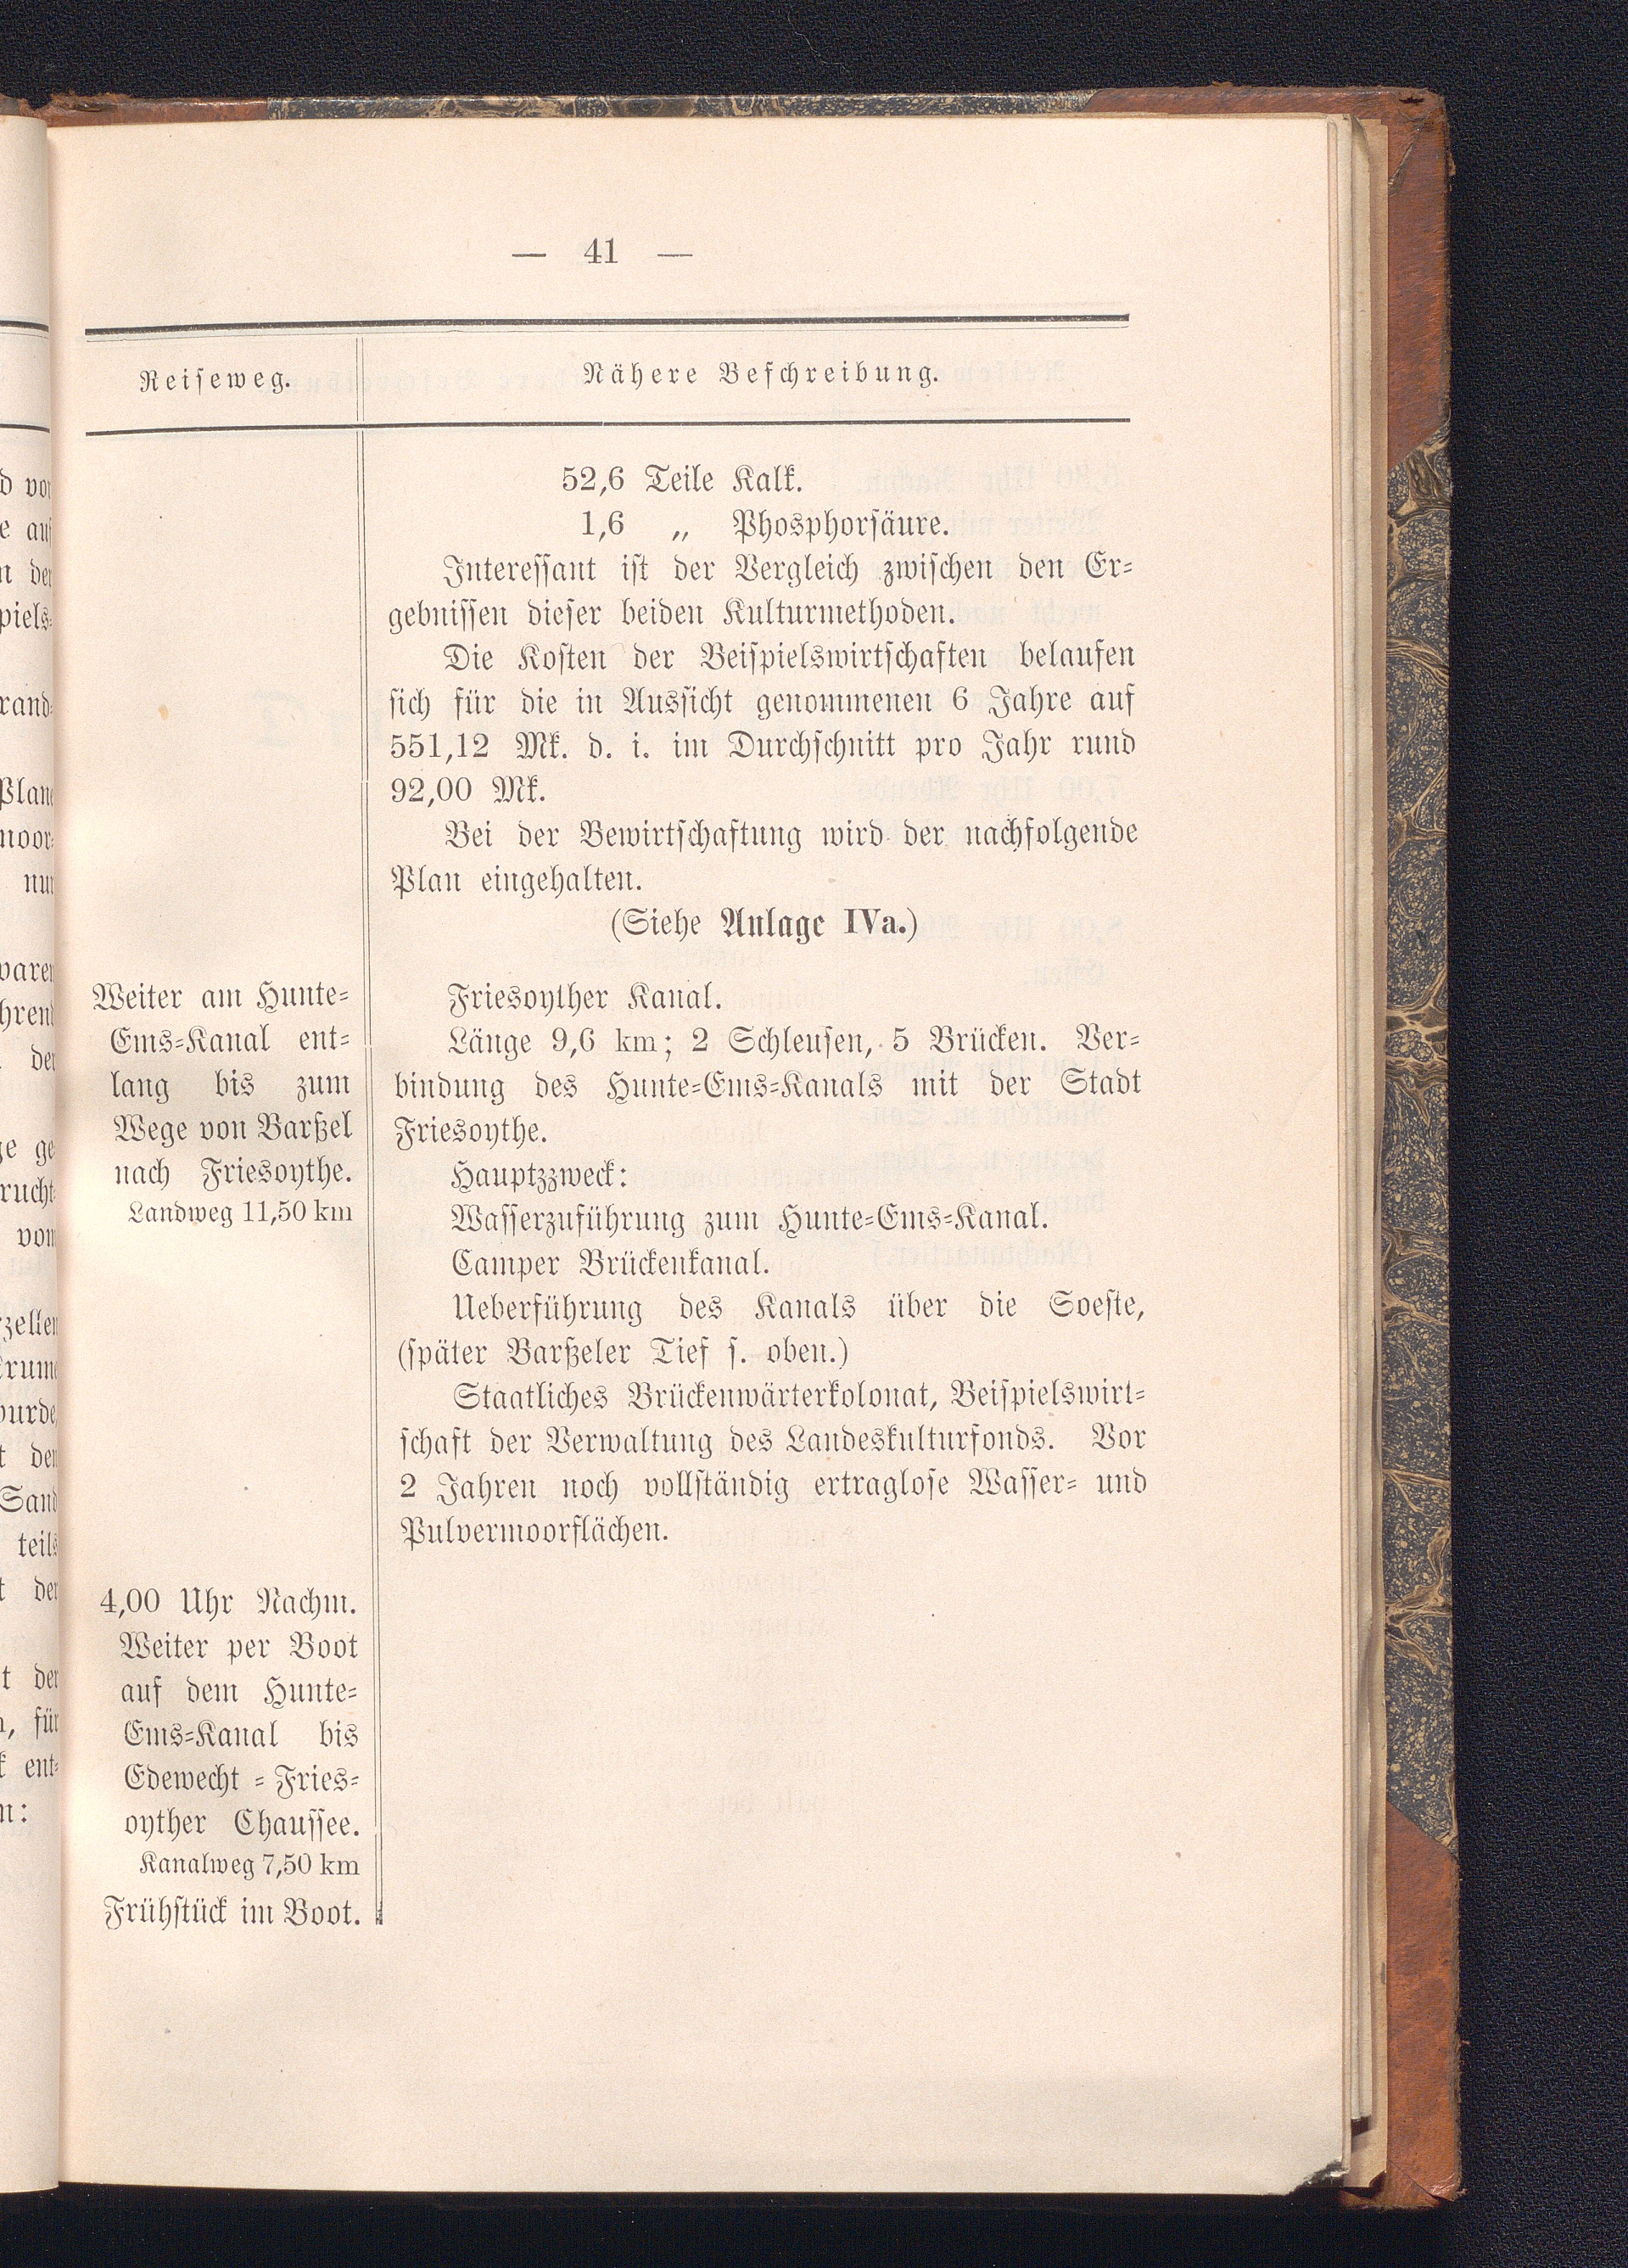 — 41 —
Reiseweg.
Nähere Beschreibung.
52,6 Teile Kalk.
1,6 „ Phosphorsäure.
Interessant ist der Vergleich zwischen den Er-
gebnissen dieser beiden Kulturmethoden.
Die Kosten der Beispielswirtschaften belaufen
sich für die in Aussicht genommenen 6 Jahre auf
551,12 Mk. d. i. im Durchschnitt pro Jahr rund
92,00 Mk.
Bei der Bewirtschaftung wird der nachfolgende
Plan eingehalten.
(Siehe Anlage IVa.)
Weiter am Hunte-
Ems-Kanal ent-
lang bis zum
Wege von Barßel
nach Friesoythe.
Landweg 11,50 km
Friesoyther Kanal.
Länge 9,6 km; 2 Schleusen, 5 Brücken. Ver-
bindung des Hunte-Ems-Kanals mit der Stadt
Friesoythe.
Hauptzzweck:
Wasserzuführung zum Hunte-Ems-Kanal.
Camper Brückenkanal.
Ueberführung des Kanals über die Soeste,
(später Barßeler Tief s. oben.)
Staatliches Brückenwärterkolonat, Beispielswirt-
schaft der Verwaltung des Landeskulturfonds. Vor
2 Jahren noch vollständig ertraglose Wasser- und
Pulvermoorflächen.
4,00 Uhr Nachm.
Weiter per Boot
auf dem Hunte-
Ems-Kanal bis
Edewecht-Fries-
oyther Chaussee.
Kanalweg 7,50 km
Frühstück im Boot.